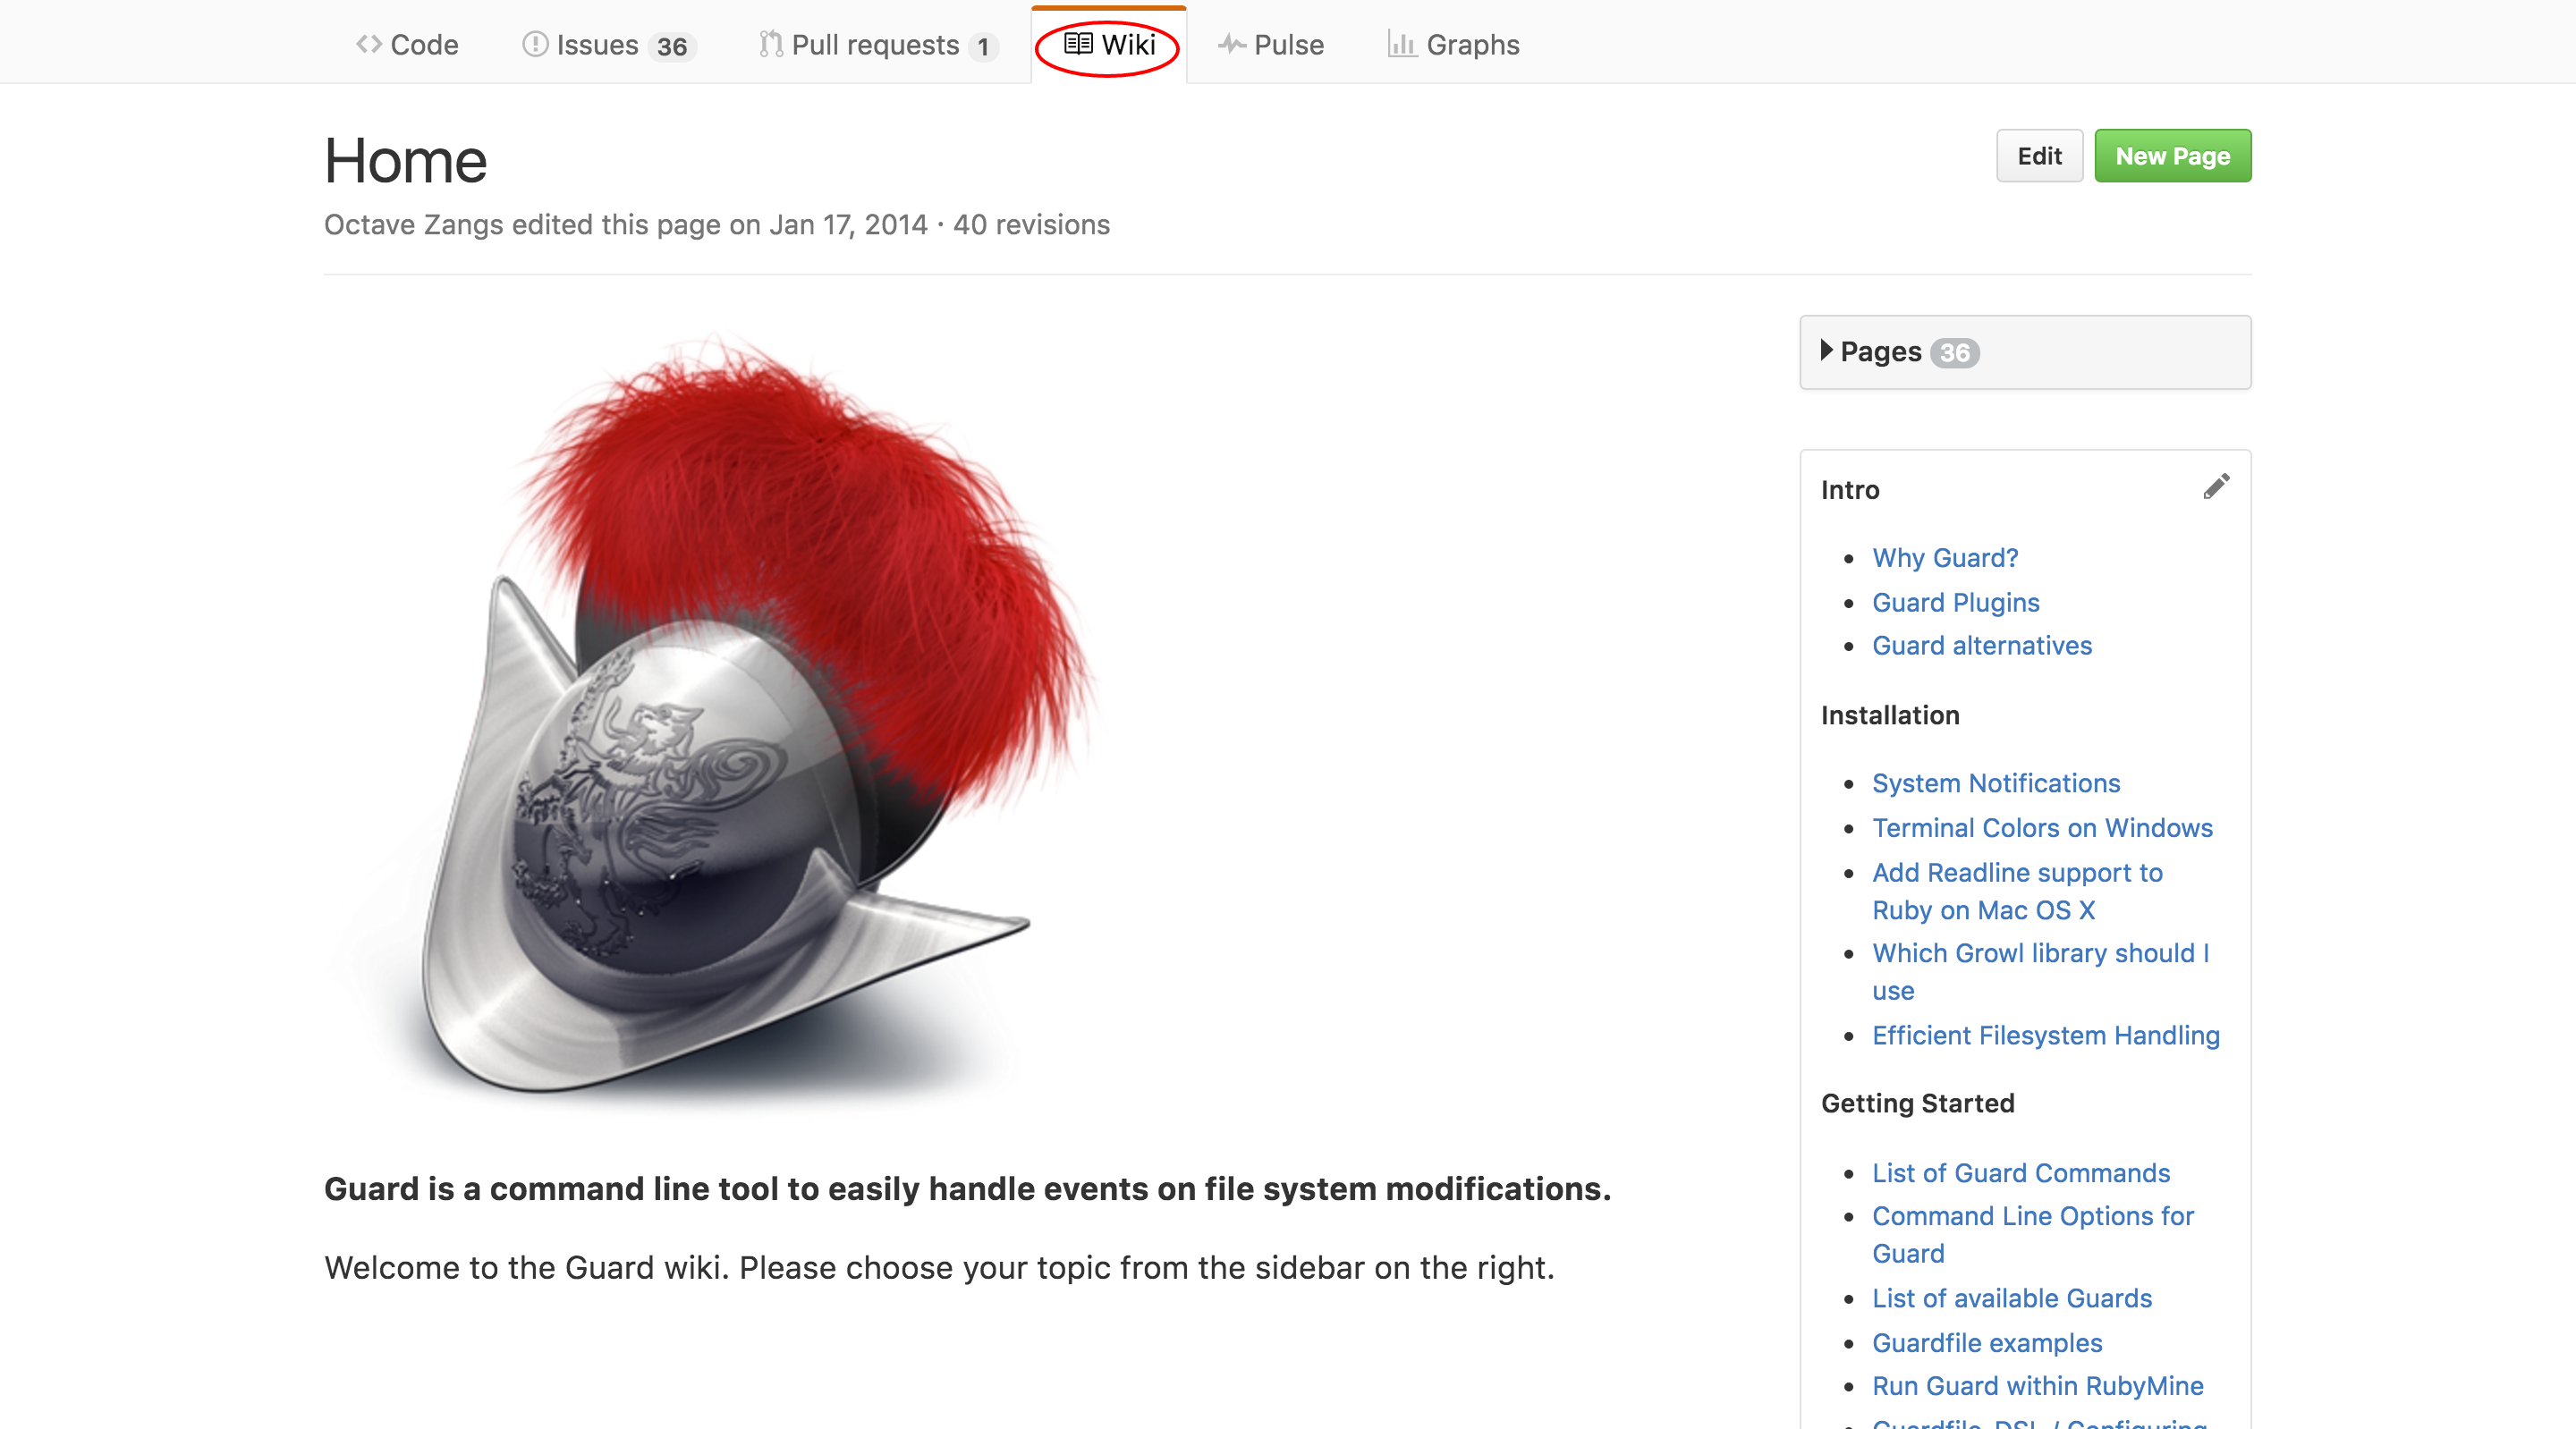 Code Issues 36 Pull requests 1 Wiki Pulse Graphs
Home
Edit New Page
Octave Zangs edited this page on Jan 17, 2014 · 40 revisions
Pages 36
Intro
Why Guard?
Guard Plugins
Guard alternatives
Installation
System Notifications
Terminal Colors on Windows
Add Readline support to
Ruby on Mac OS X
Which Growl library should I
use
Efficient Filesystem Handling
Getting Started
List of Guard Commands
Command Line Options for
Guard
List of available Guards
Guardfile examples
Run Guard within RubyMine
Guardfile DSL / Configuring
Guard is a command line tool to easily handle events on file system modifications.
Welcome to the Guard wiki. Please choose your topic from the sidebar on the right.